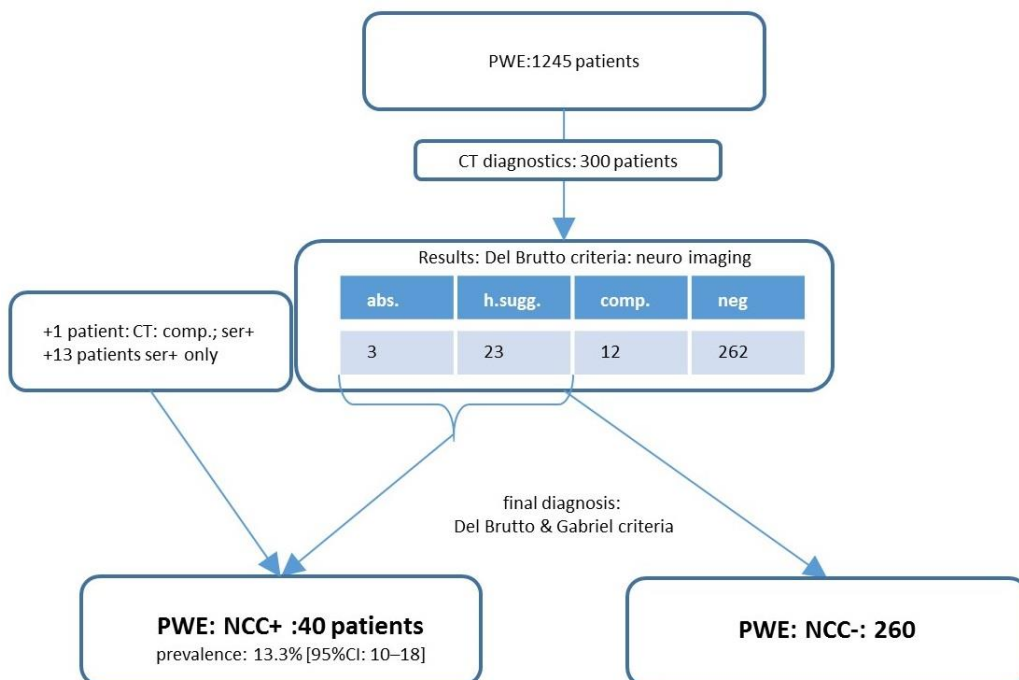 PWE:1245 patients
CT diagnostics: 300 patients
Results: Del Brutto criteria: neuro imaging
abs. h.sugg. comp. neg
3 23 12 262
+1 patient: CT: comp.; ser+
+13 patients ser+ only
final diagnosis:
Del Brutto & Gabriel criteria
PWE: NCC+ :40 patients
prevalence: 13.3% [95%CI: 10–18]
PWE: NCC-: 260